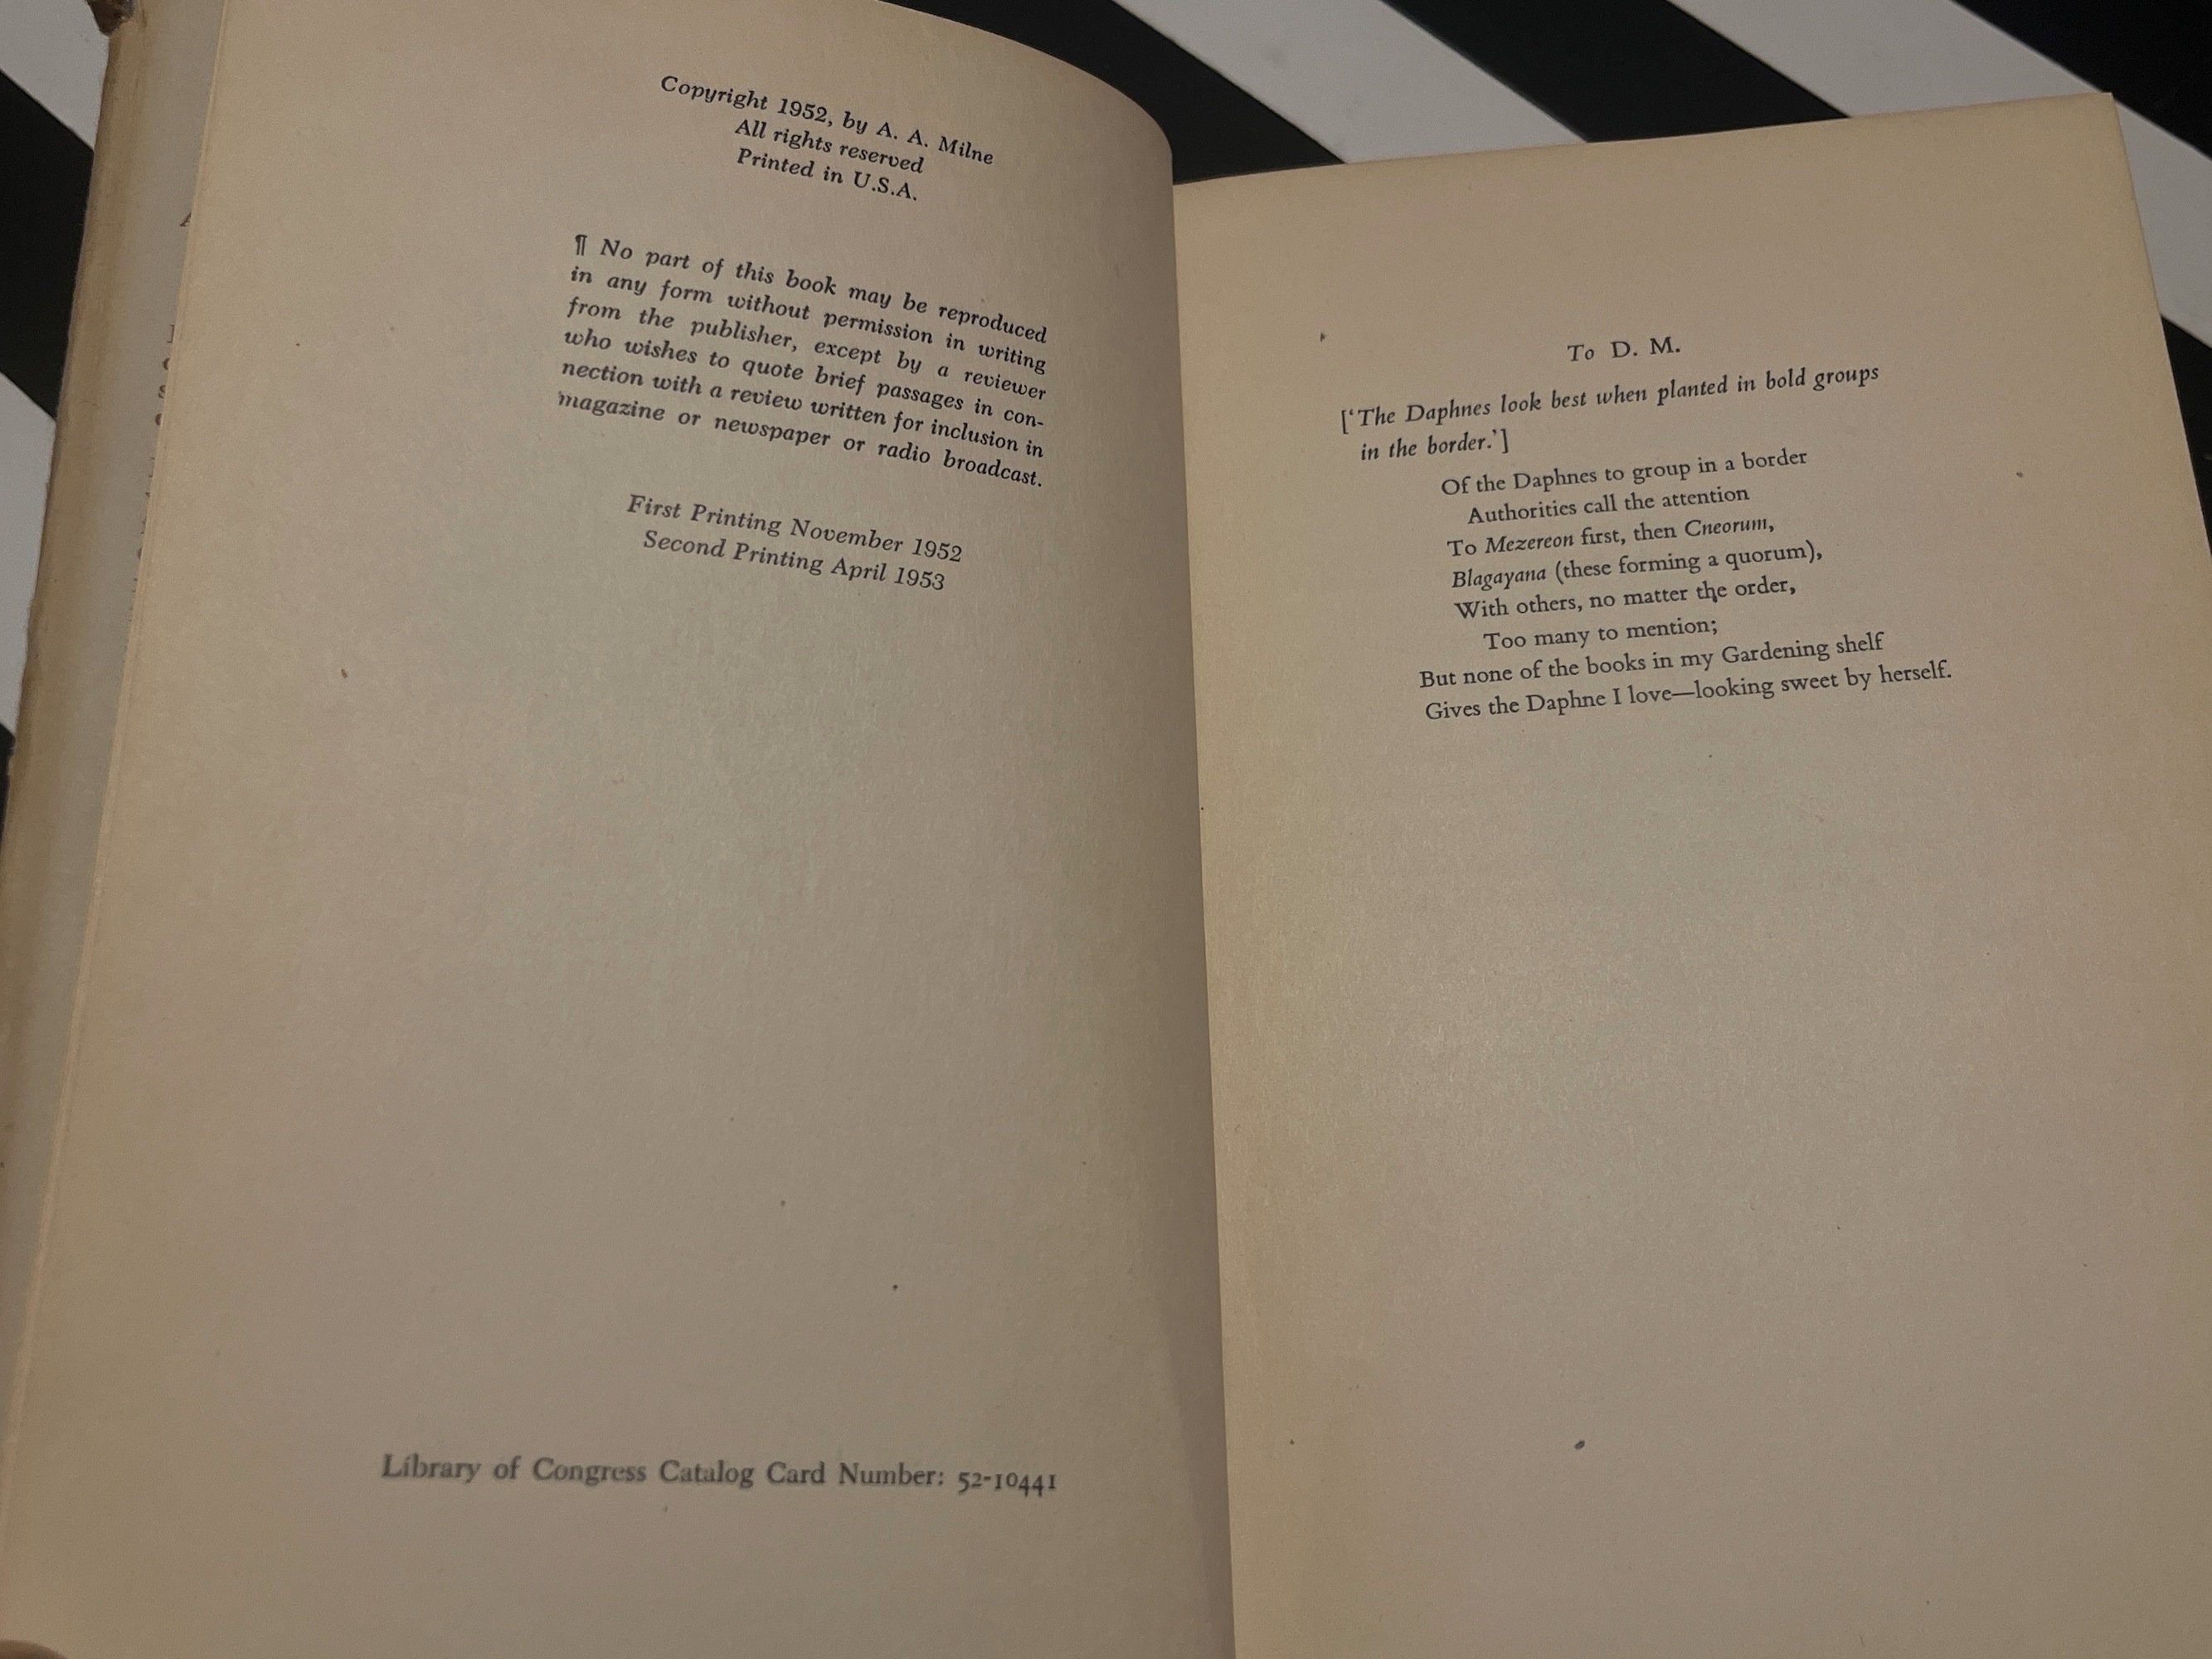 Copyright 1952, by A. A. Milne
All rights reserved
Printed in U.S.A.
¶ No part of this book may be reproduced
in any form without permission in writing
from the publisher, except by a reviewer
who wishes to quote brief passages in con-
nection with a review written for inclusion in
magazine or newspaper or radio broadcast.
First Printing November 1952
Second Printing April 1953
Library of Congress Catalog Card Number: 52-10441
To D. M.
['The Daphnes look best when planted in bold groups
in the border.']
Of the Daphnes to group in a border
Authorities call the attention
To Mezereon first, then Cneorum,
Blagayana (these forming a quorum),
With others, no matter the order,
Too many to mention;
But none of the books in my Gardening shelf
Gives the Daphne I love—looking sweet by herself.